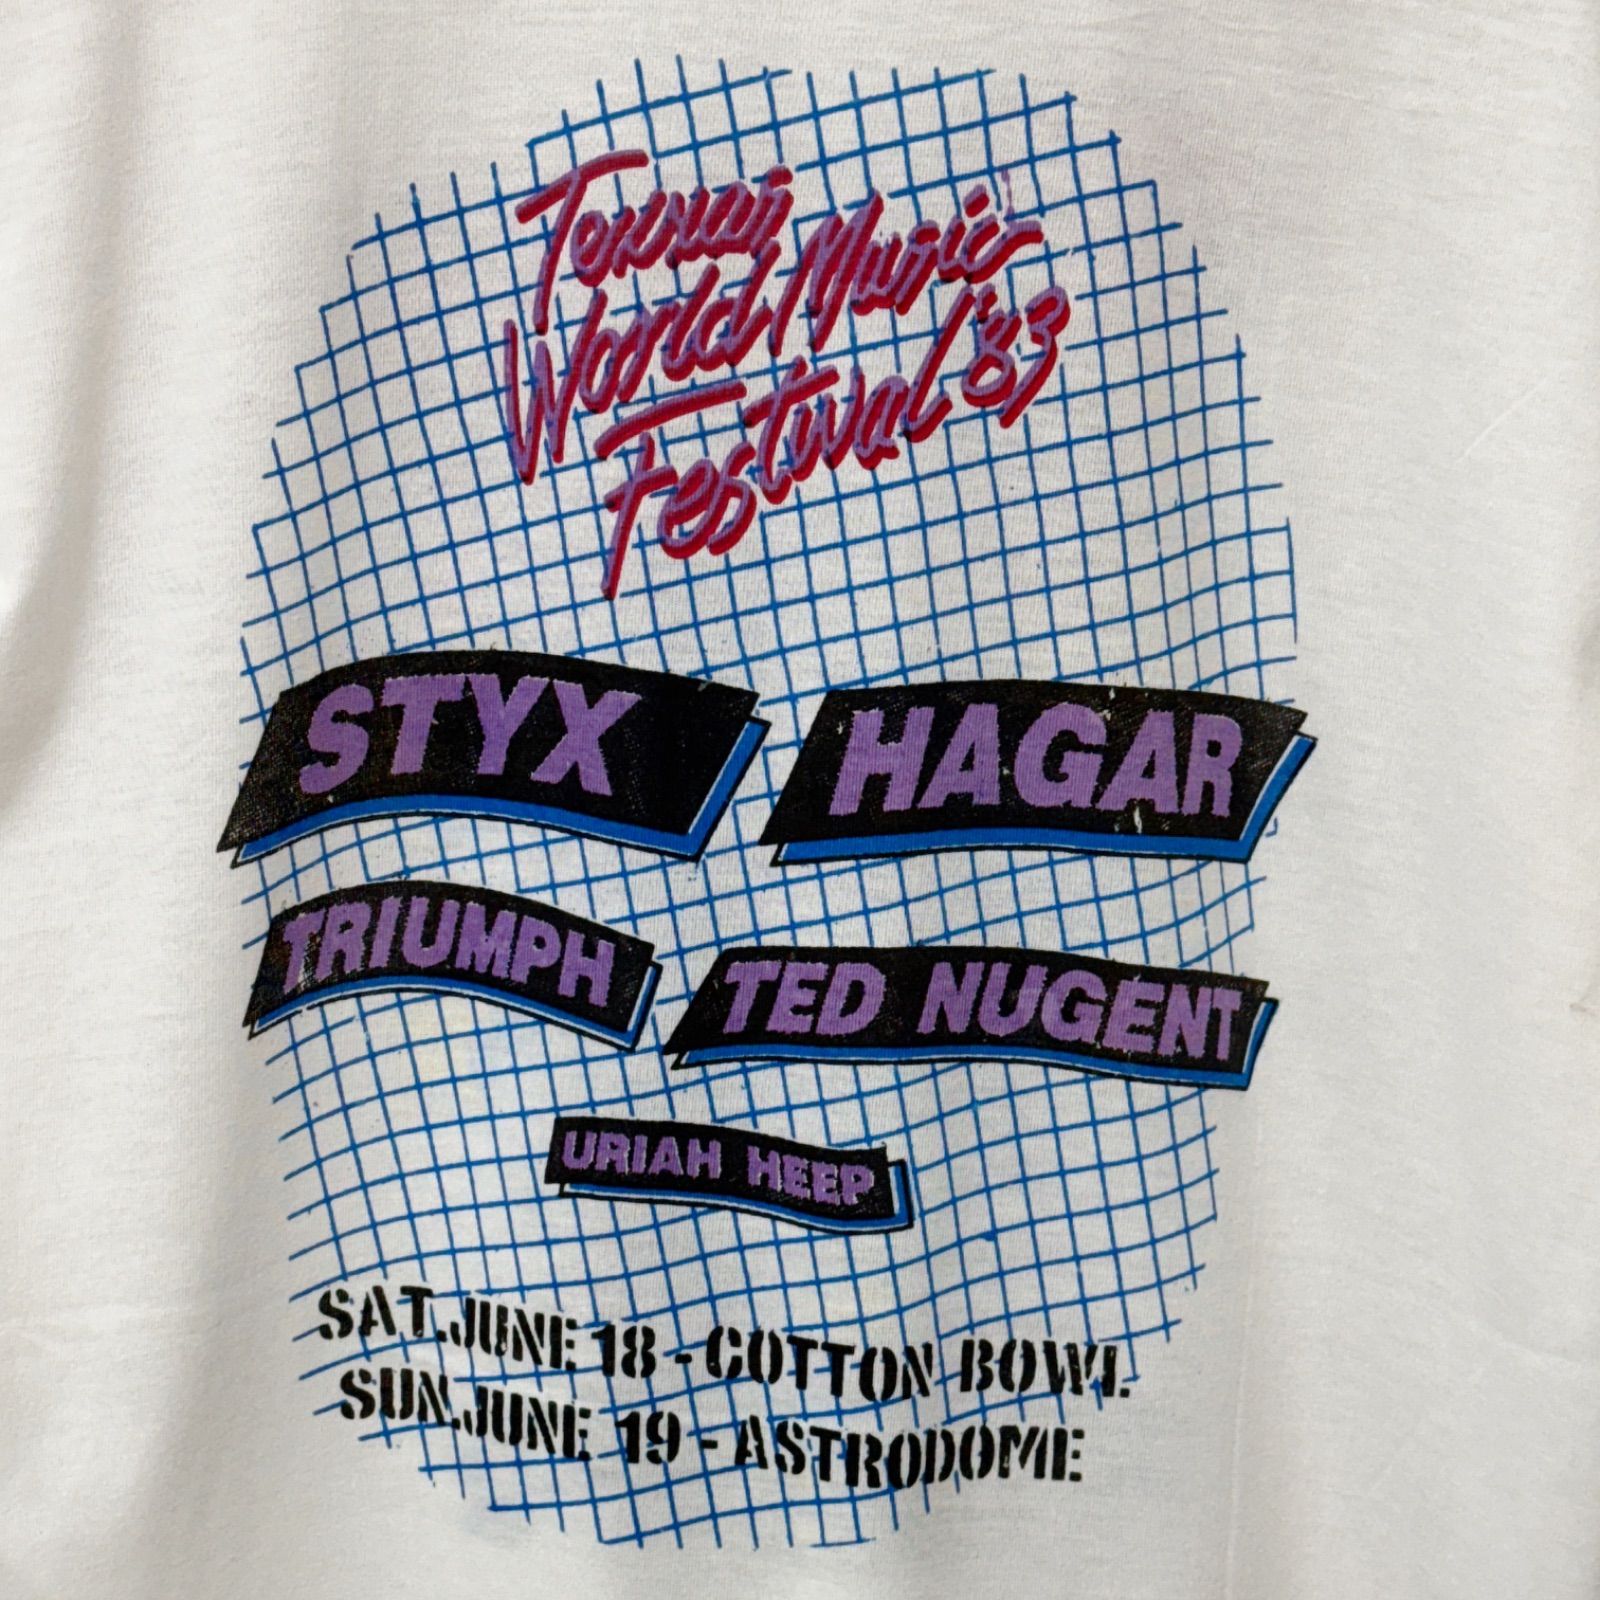 Texxas
World Music
Festival '83
STYX
HAGAR
TRIUMPH
TED NUGENT
URIAH HEEP
SAT. JUNE 18 - COTTON BOWL
SUN. JUNE 19 - ASTRODOME